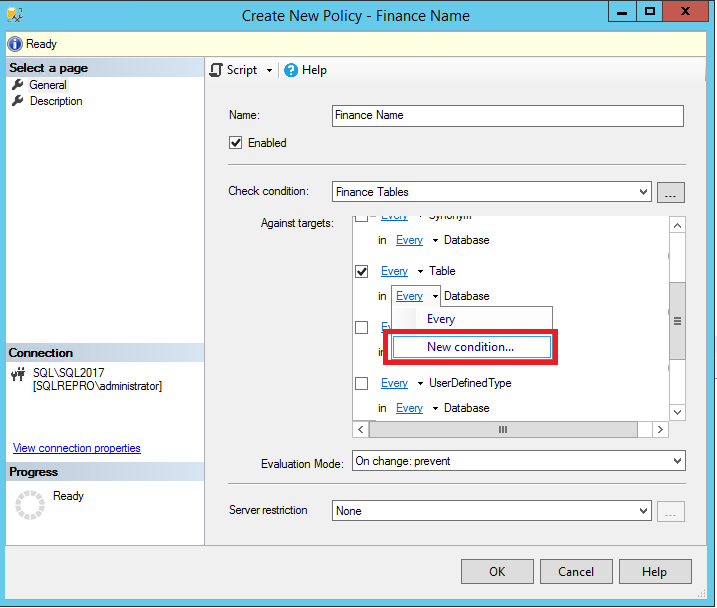 Create New Policy - Finance Name
Ready
Select a page
General
Description
Script Help
Name: Finance Name
Enabled
Check condition: Finance Tables ...
Against targets: Every Synonym
in Every Database
Every Table
in Every Database
Every
New condition...
Every UserDefinedType
in Every Database
Evaluation Mode: On change: prevent
Server restriction None ...
Connection
SQL\SQL2017
[SQLREPRO\administrator]
View connection properties
Progress
Ready
OK Cancel Help